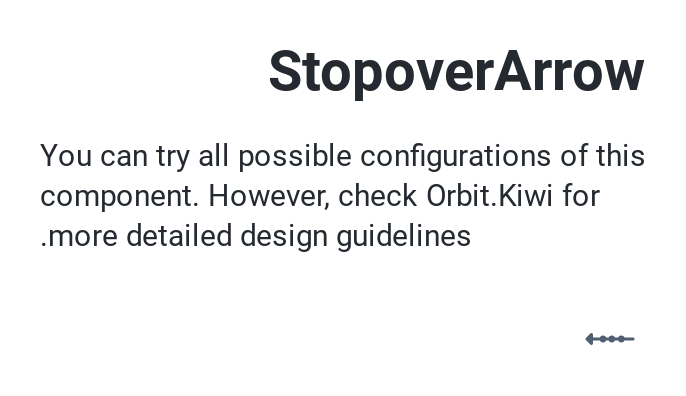 StopoverArrow
You can try all possible configurations of this
component. However, check Orbit.Kiwi for
.more detailed design guidelines